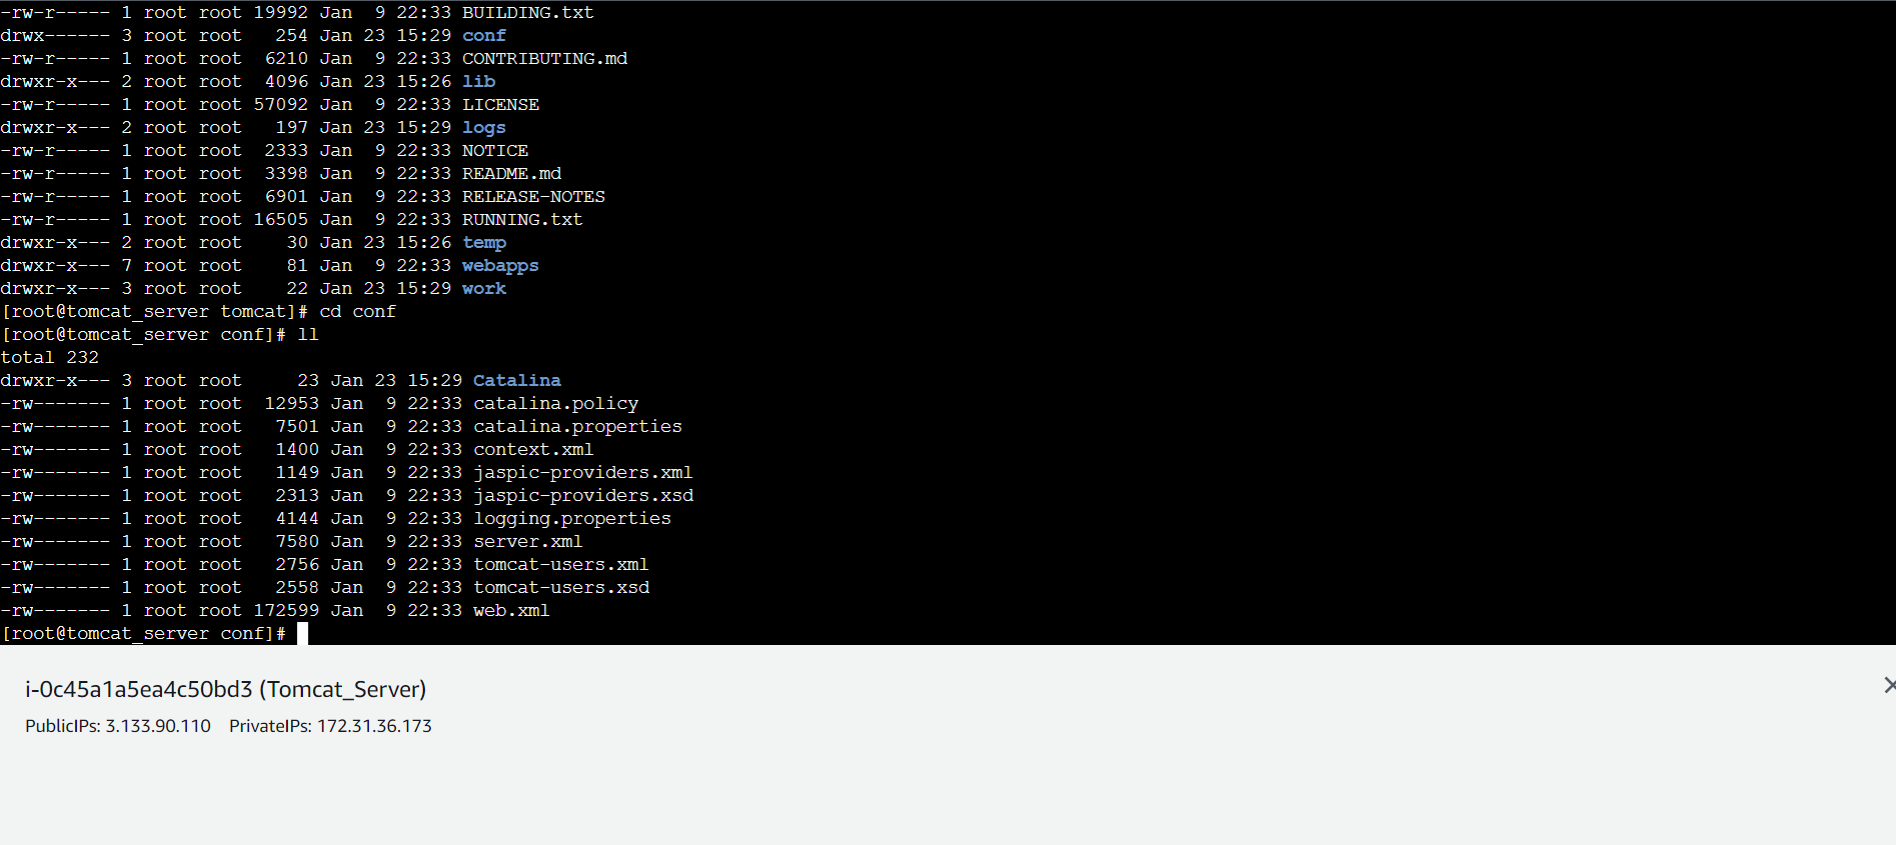 -rw-r----- 1 root root 19992 Jan  9 22:33 BUILDING.txt
drwx------ 3 root root   254 Jan 23 15:29 conf
-rw-r----- 1 root root  6210 Jan  9 22:33 CONTRIBUTING.md
drwxr-x--- 2 root root  4096 Jan 23 15:26 lib
-rw-r----- 1 root root 57092 Jan  9 22:33 LICENSE
drwxr-x--- 2 root root   197 Jan 23 15:29 logs
-rw-r----- 1 root root  2333 Jan  9 22:33 NOTICE
-rw-r----- 1 root root  3398 Jan  9 22:33 README.md
-rw-r----- 1 root root  6901 Jan  9 22:33 RELEASE-NOTES
-rw-r----- 1 root root 16505 Jan  9 22:33 RUNNING.txt
drwxr-x--- 2 root root    30 Jan 23 15:26 temp
drwxr-x--- 7 root root    81 Jan  9 22:33 webapps
drwxr-x--- 3 root root    22 Jan 23 15:29 work
[root@tomcat_server tomcat]# cd conf
[root@tomcat_server conf]# ll
total 232
drwxr-x--- 3 root root     23 Jan 23 15:29 Catalina
-rw------- 1 root root  12953 Jan  9 22:33 catalina.policy
-rw------- 1 root root   7501 Jan  9 22:33 catalina.properties
-rw------- 1 root root   1400 Jan  9 22:33 context.xml
-rw------- 1 root root   1149 Jan  9 22:33 jaspic-providers.xml
-rw------- 1 root root   2313 Jan  9 22:33 jaspic-providers.xsd
-rw------- 1 root root   4144 Jan  9 22:33 logging.properties
-rw------- 1 root root   7580 Jan  9 22:33 server.xml
-rw------- 1 root root   2756 Jan  9 22:33 tomcat-users.xml
-rw------- 1 root root   2558 Jan  9 22:33 tomcat-users.xsd
-rw------- 1 root root 172599 Jan  9 22:33 web.xml
[root@tomcat_server conf]#
i-0c45a1a5ea4c50bd3 (Tomcat_Server)
PublicIPs: 3.133.90.110 PrivateIPs: 172.31.36.173